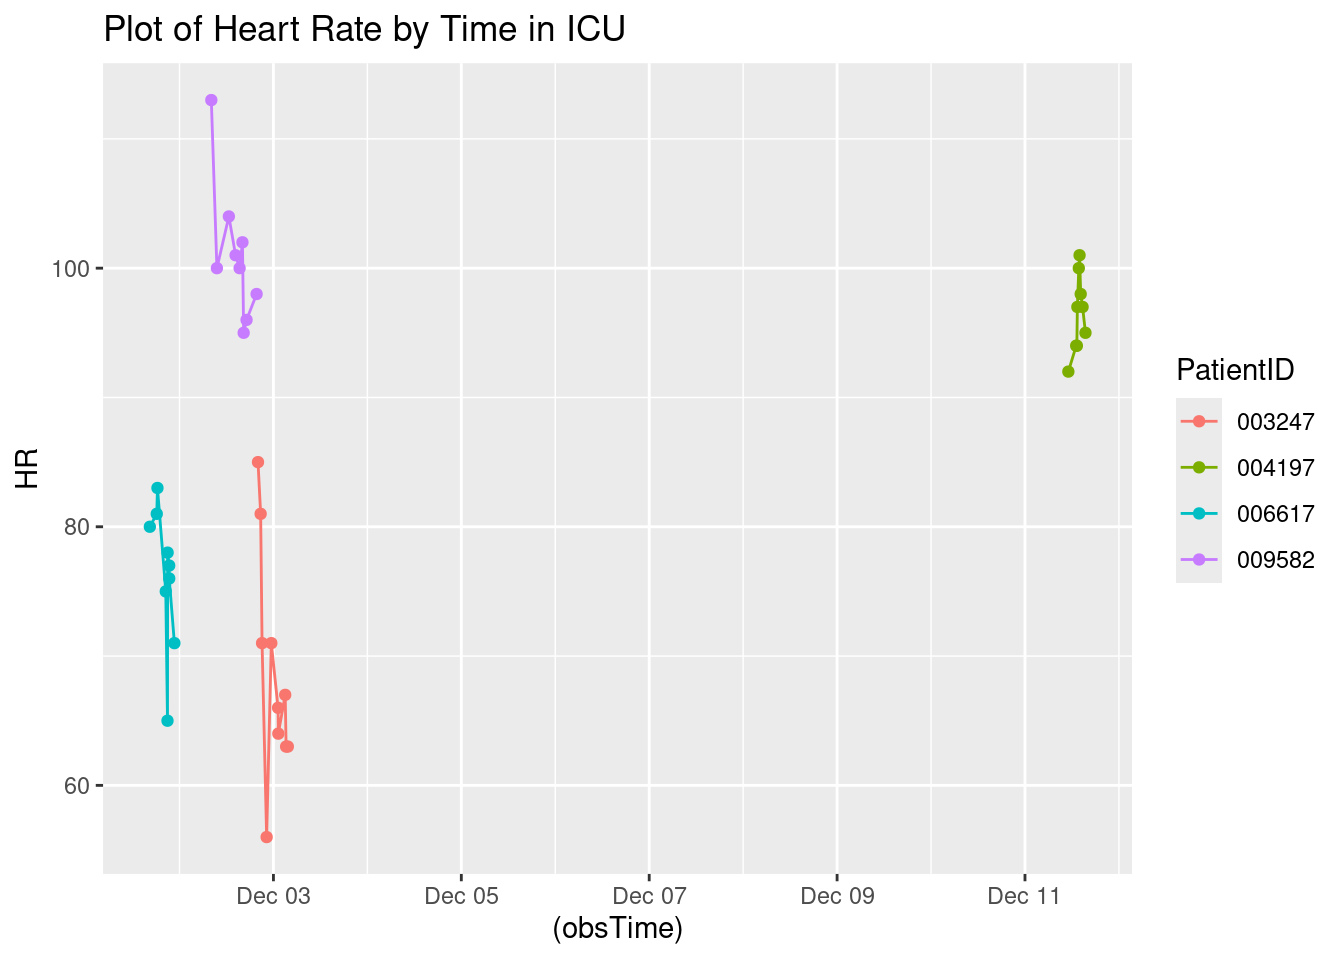 Plot of Heart Rate by Time in ICU
HR
100
80
60
Dec 03
Dec 05
Dec 07
Dec 09
Dec 11
(obsTime)
PatientID
003247
004197
006617
009582